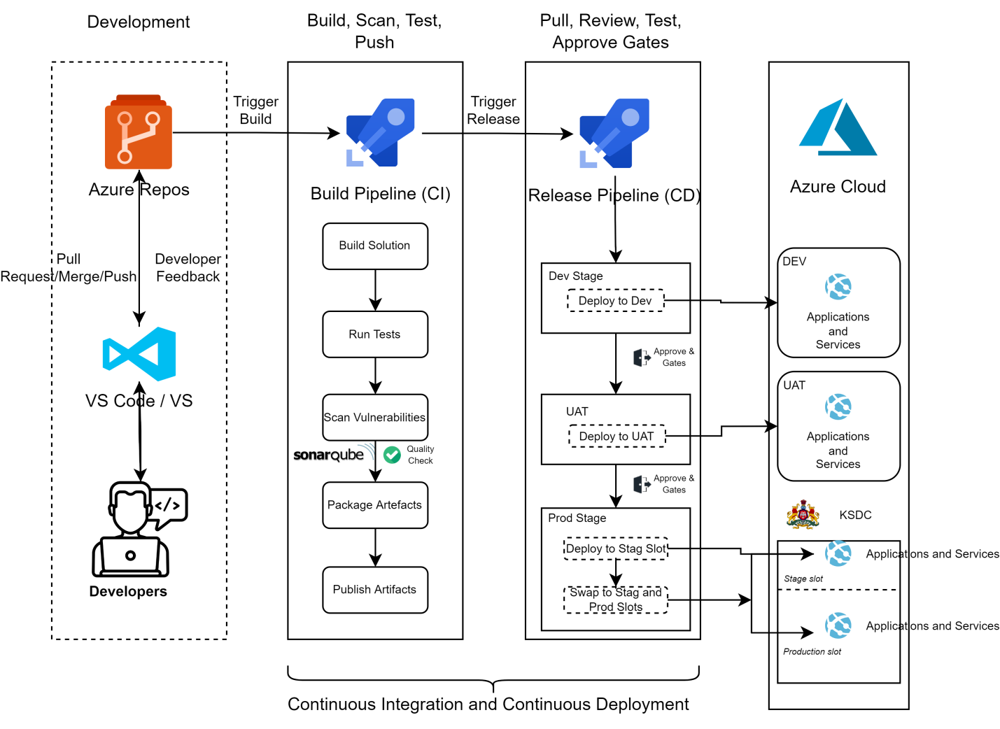 Development
Build, Scan, Test,
Push
Pull, Review, Test,
Approve Gates
Trigger
Build
Trigger
Release
Azure Repos
Build Pipeline (CI)
Release Pipeline (CD)
Azure Cloud
Pull
Request/Merge/Push
Developer
Feedback
VS Code / VS
</>
Developers
Build Solution
Run Tests
Scan Vulnerabilities
sonarqube
Quality
Check
Package Artefacts
Publish Artifacts
Dev Stage
Deploy to Dev
Approve &
Gates
UAT
Deploy to UAT
Approve &
Gates
Prod Stage
Deploy to Stag Slot
Swap to Stag and
Prod Slots
DEV
Applications
and
Services
UAT
Applications
and
Services
KSDC
Applications and Services
Stage slot
Applications and Services
Production slot
Continuous Integration and Continuous Deployment